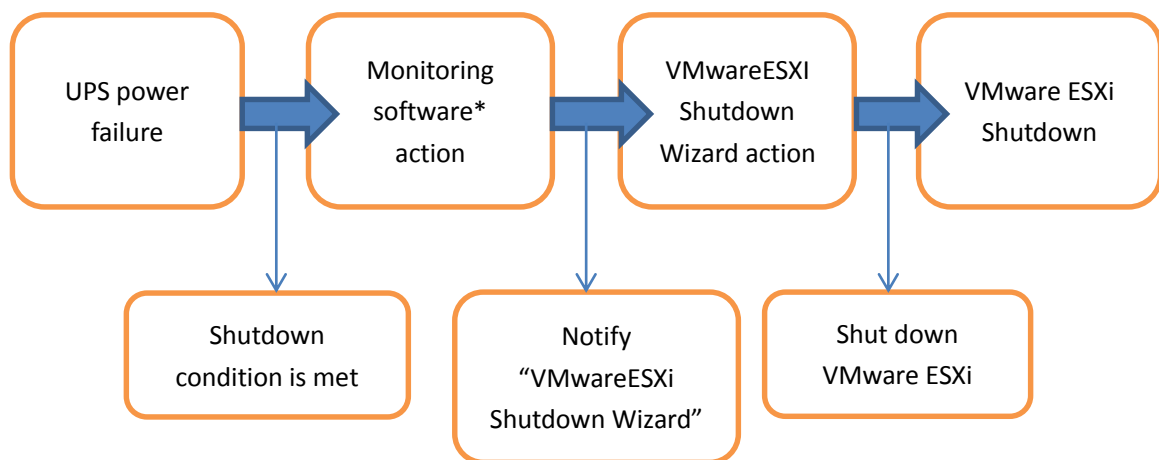 UPS power
failure
Monitoring
software*
action
VMwareESXI
Shutdown
Wizard action
VMware ESXi
Shutdown
Shutdown
condition is met
Notify
“VMwareESXi
Shutdown Wizard”
Shut down
VMware ESXi